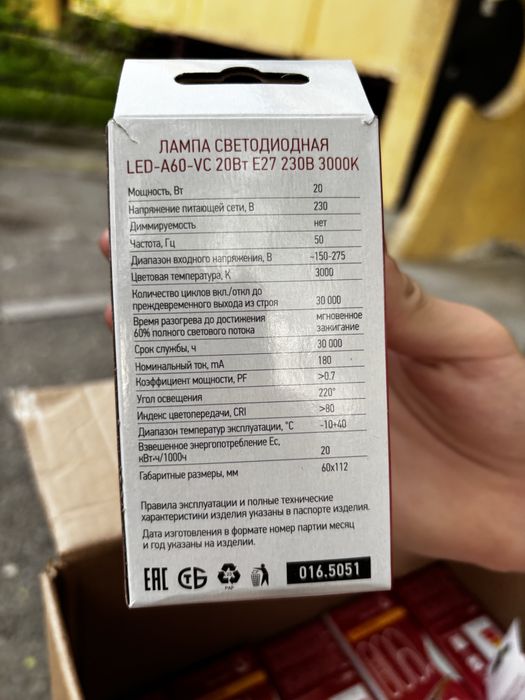 ЛАМПА СВЕТОДИОДНАЯ
LED-A60-VC 20Вт E27 230В 3000К
Мощность, Вт 20
Напряжение питающей сети, В 230
Диммируемость нет
Частота, Гц 50
Диапазон входного напряжения, В ~150-275
Цветовая температура, К 3000
Количество циклов вкл./откл до
преждевременного выхода из строя 30 000
Время разогрева до достижения мгновенное
60% полного светового потока зажигание
Срок службы, ч 30 000
Номинальный ток, mA 180
Коэффициент мощности, PF >0.7
Угол освещения 220°
Индекс цветопередачи, CRI >80
Диапазон температур эксплуатации, °С -10+40
Взвешенное энергопотребление Ес,
кВт·ч/1000ч 20
Габаритные размеры, мм 60х112
Правила эксплуатации и полные технические
характеристики изделия указаны в паспорте изделия.
Дата изготовления в формате номер партии месяц
и год указаны на изделии.
ЕАС СТБ PAP 016.5051